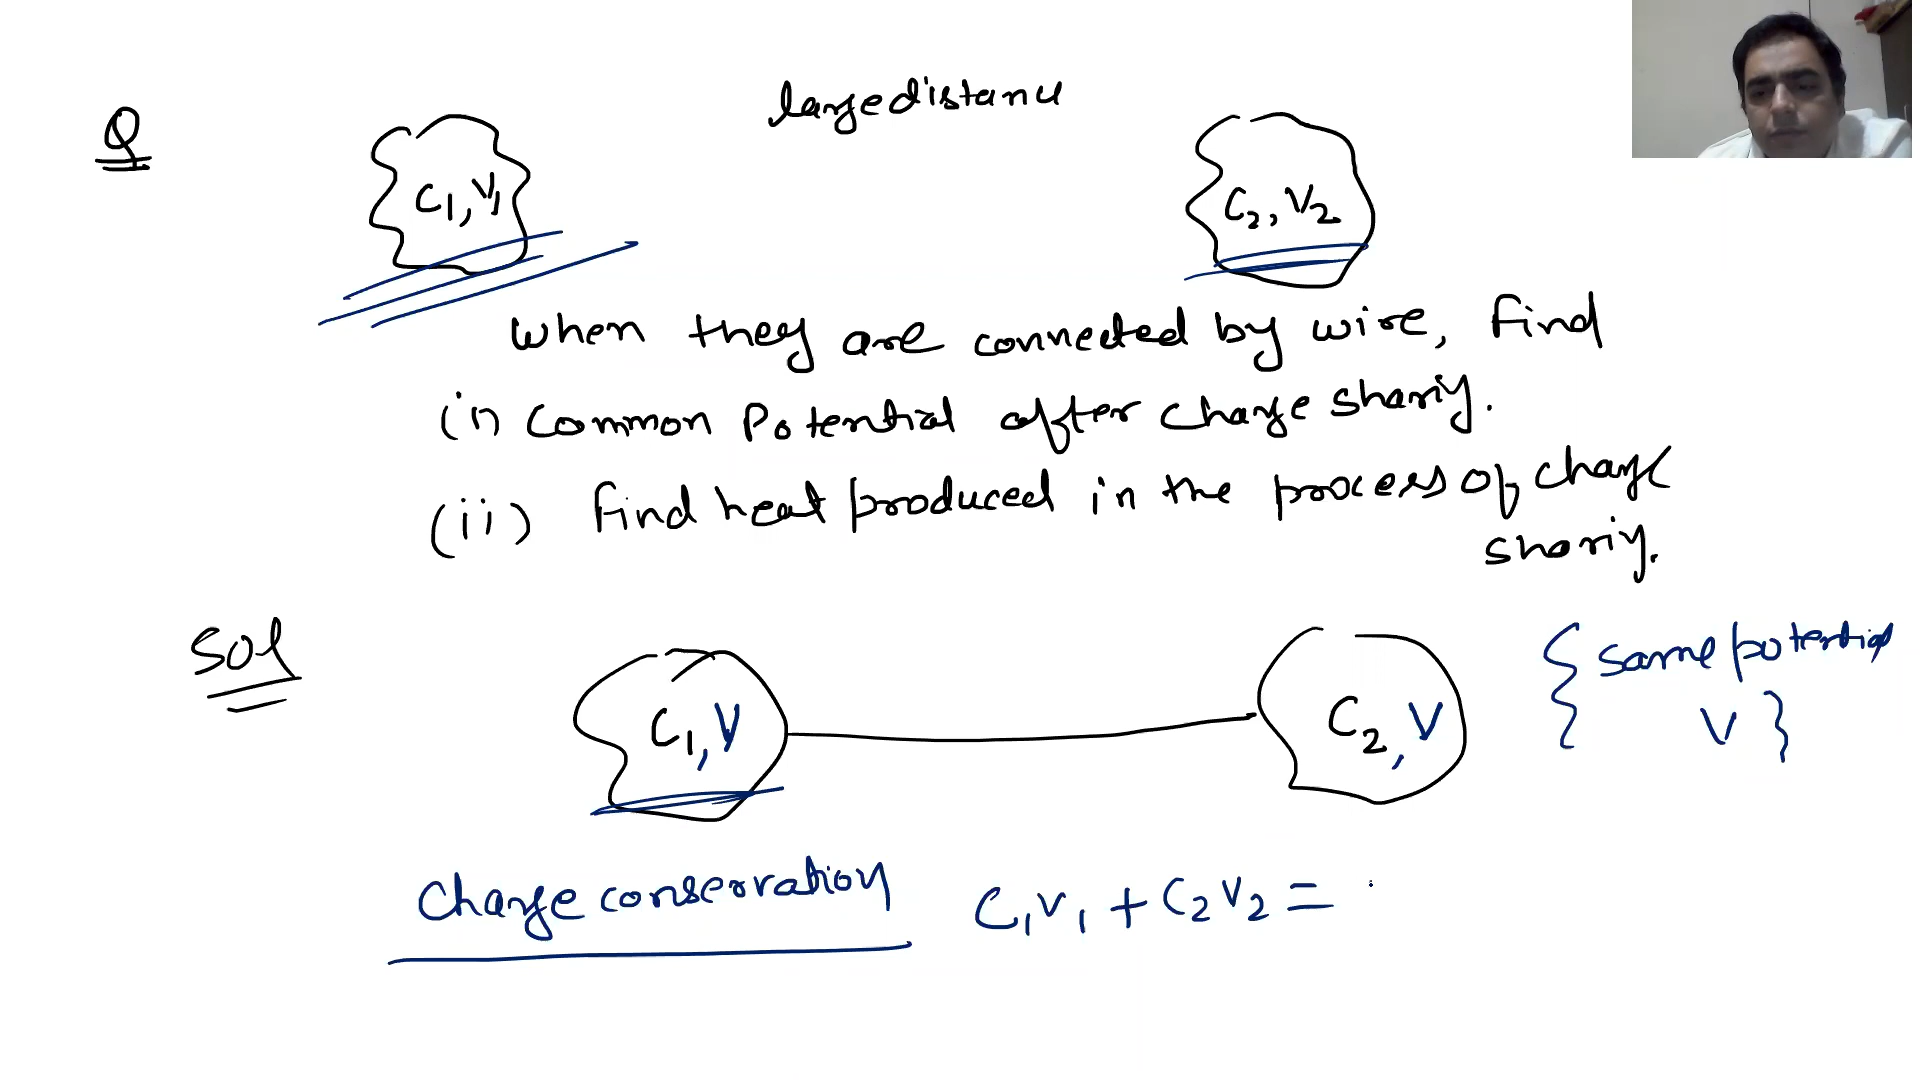 large distance
Q
C₁, V₁
C₂, V₂
when they are connected by wire, Find
(i) common Potential after charge sharing.
(ii) Find heat produced in the process of charge
sharing.
Sol
C₁, V
C₂, V
{ same potential
V }
Charge conservation C₁V₁ + C₂V₂ =